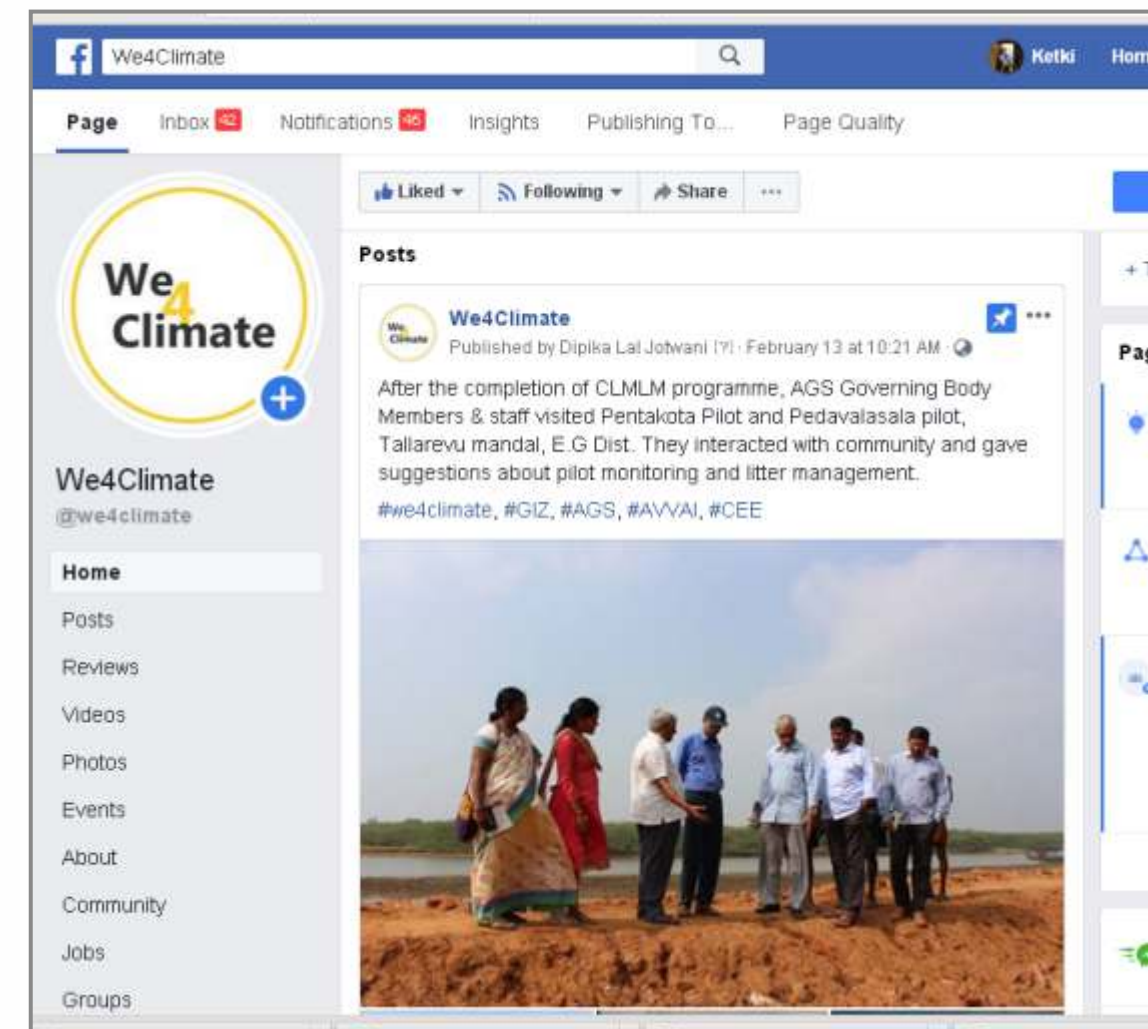 We4Climate
Ketki
Hom
Page
Inbox 42
Notifications 46
Insights
Publishing To...
Page Quality
Liked
Following
Share
We
4
Climate
We4Climate
@we4climate
Home
Posts
Reviews
Videos
Photos
Events
About
Community
Jobs
Groups
Posts
We4Climate
Published by Dipika Lal Jotwani [?] · February 13 at 10:21 AM ·
After the completion of CLMLM programme, AGS Governing Body
Members & staff visited Pentakota Pilot and Pedavalasala pilot,
Tallarevu mandal, E.G Dist. They interacted with community and gave
suggestions about pilot monitoring and litter management.
#we4climate, #GIZ, #AGS, #AVVAI, #CEE
We
Climate
+ T
Pag